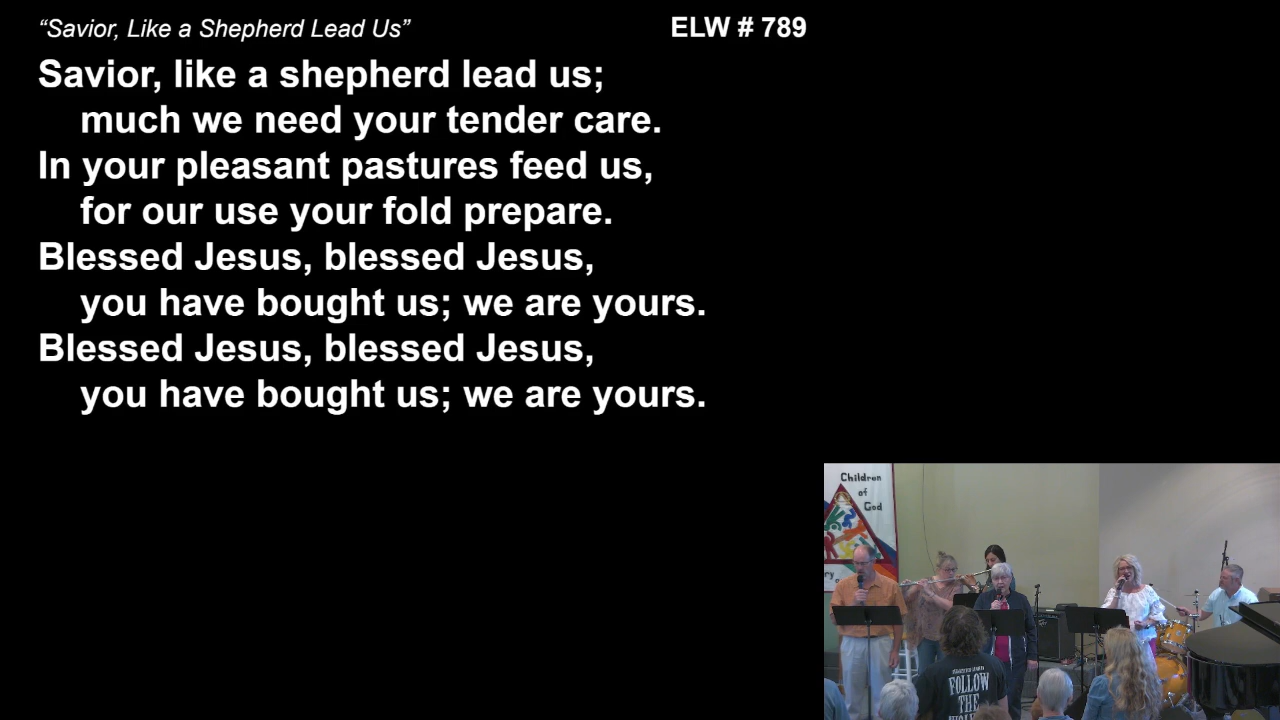 “Savior, Like a Shepherd Lead Us” ELW # 789
Savior, like a shepherd lead us;
much we need your tender care.
In your pleasant pastures feed us,
for our use your fold prepare.
Blessed Jesus, blessed Jesus,
you have bought us; we are yours.
Blessed Jesus, blessed Jesus,
you have bought us; we are yours.
Children
of
God
FOLLOW
THE